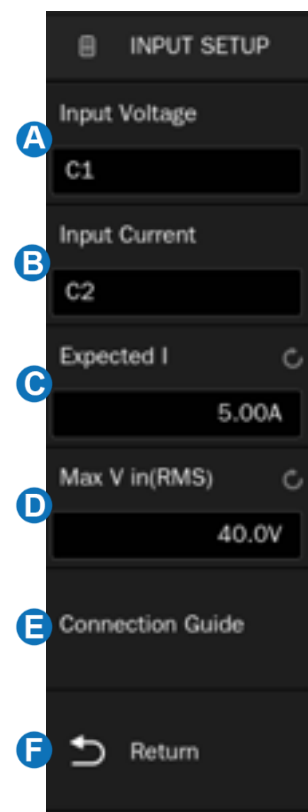 INPUT SETUP
Input Voltage
A
C1
Input Current
B
C2
Expected I
C
5.00A
Max V in(RMS)
D
40.0V
E Connection Guide
F Return